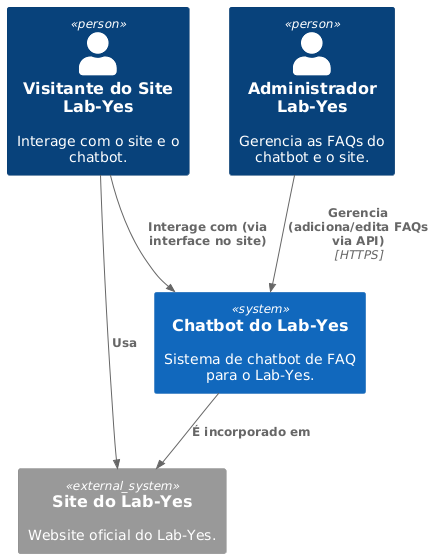 «person»
Visitante do Site
Lab-Yes
Interage com o site e o
chatbot.
«person»
Administrador
Lab-Yes
Gerencia as FAQs do
chatbot e o site.
Interage com (via
interface no site)
Gerencia
(adiciona/edita FAQs
via API)
[HTTPS]
«system»
Chatbot do Lab-Yes
Sistema de chatbot de FAQ
para o Lab-Yes.
Usa
É incorporado em
«external_system»
Site do Lab-Yes
Website oficial do Lab-Yes.